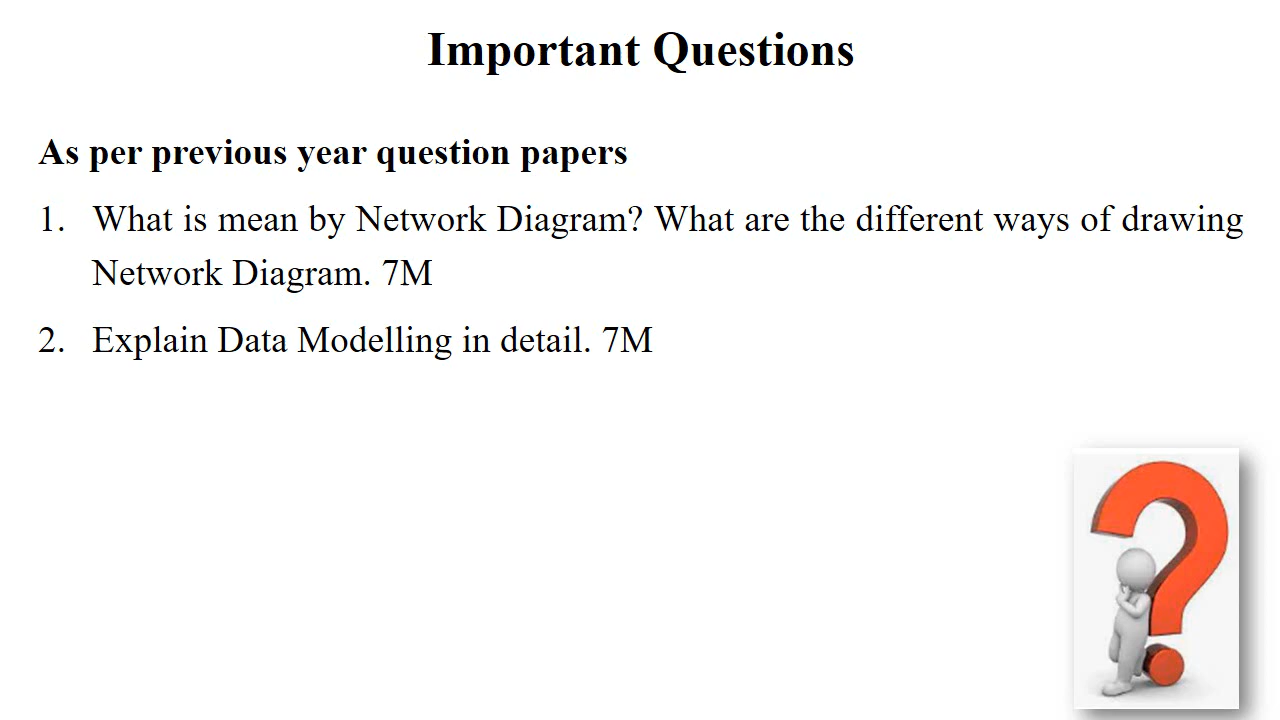 Important Questions
As per previous year question papers
1. What is mean by Network Diagram? What are the different ways of drawing
Network Diagram. 7M
2. Explain Data Modelling in detail. 7M